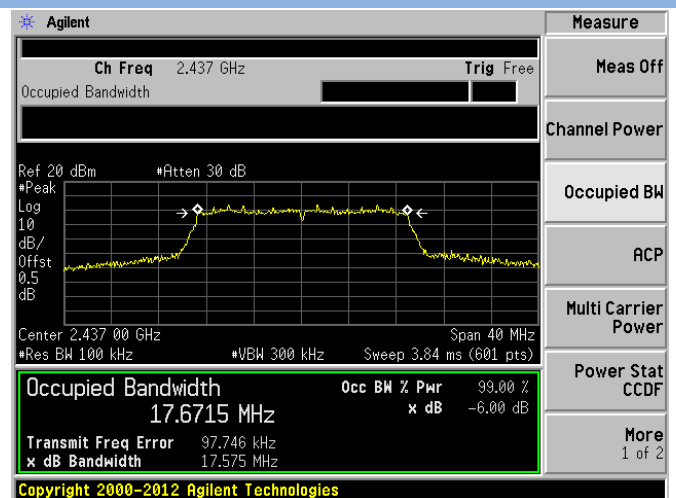 Agilent
Measure
Ch Freq 2.437 GHz Trig Free
Occupied Bandwidth
Meas Off
Channel Power
Occupied BW
ACP
Multi Carrier
Power
Power Stat
CCDF
More
1 of 2
Ref 20 dBm #Atten 30 dB
#Peak
Log
10
dB/
Offst
0.5
dB
Center 2.437 00 GHz Span 40 MHz
#Res BW 100 kHz #VBW 300 kHz Sweep 3.84 ms (601 pts)
Occupied Bandwidth Occ BW % Pwr 99.00 %
17.6715 MHz x dB -6.00 dB
Transmit Freq Error 97.746 kHz
x dB Bandwidth 17.575 MHz
Copyright 2000-2012 Agilent Technologies